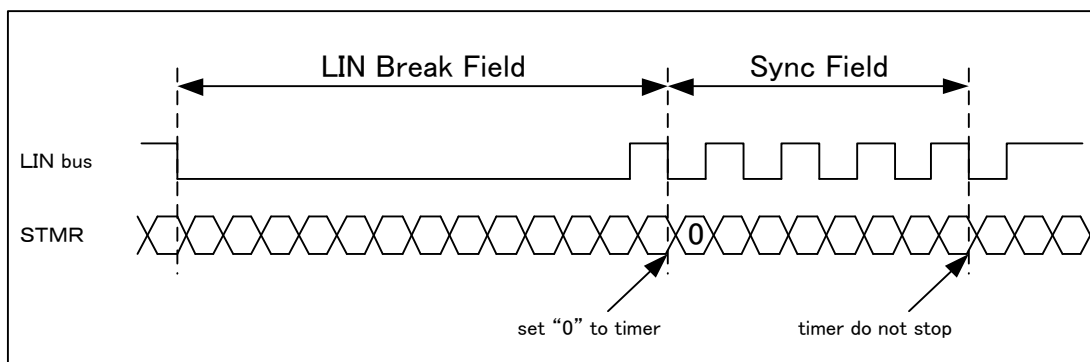 LIN Break Field
Sync Field
LIN bus
STMR
0
set “0” to timer
timer do not stop